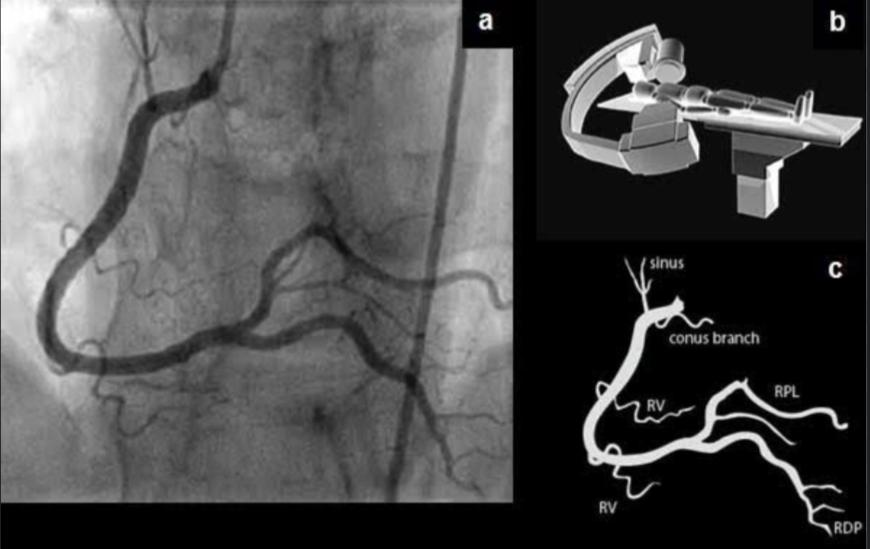 a
b
c
sinus
conus branch
RV
RPL
RV
RDP